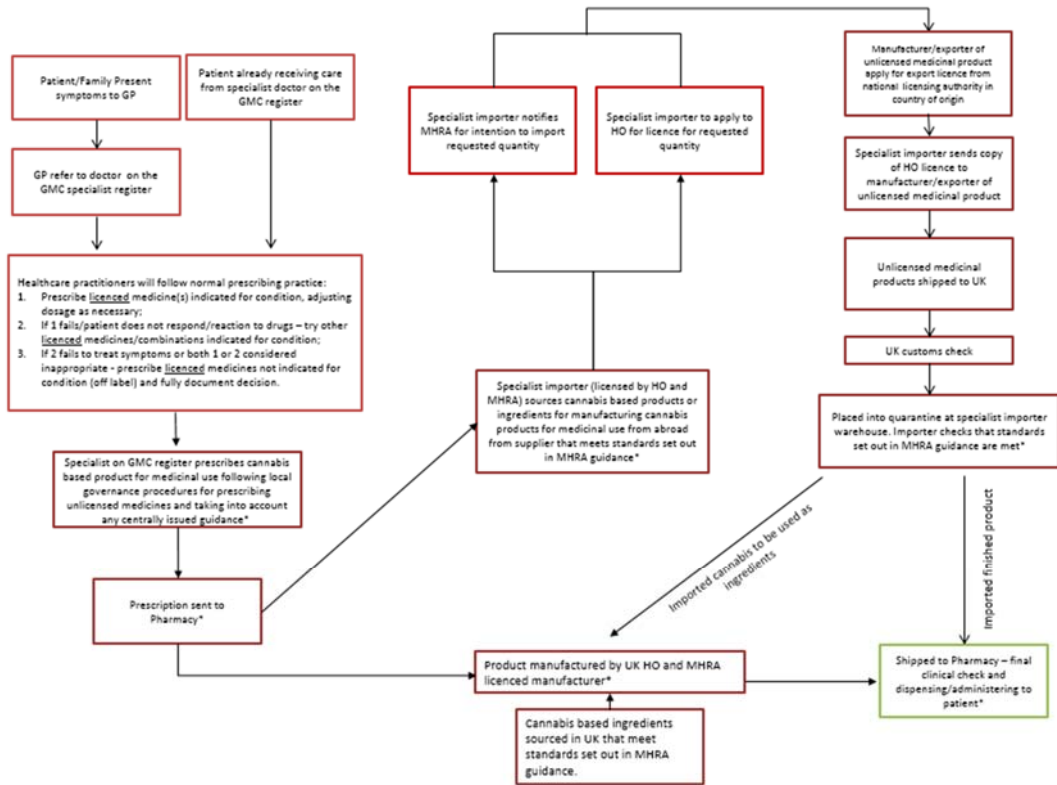 Patient/Family Present
symptoms to GP
Patient already receiving care
from specialist doctor on the
GMC register
GP refer to doctor on the
GMC specialist register
Healthcare practitioners will follow normal prescribing practice:
1. Prescribe licenced medicine(s) indicated for condition, adjusting
dosage as necessary;
2. If 1 fails/patient does not respond/reaction to drugs – try other
licenced medicines/combinations indicated for condition;
3. If 2 fails to treat symptoms or both 1 or 2 considered
inappropriate - prescribe licenced medicines not indicated for
condition (off label) and fully document decision.
Specialist on GMC register prescribes cannabis
based product for medicinal use following local
governance procedures for prescribing
unlicensed medicines and taking into account
any centrally issued guidance*
Prescription sent to
Pharmacy*
Specialist importer notifies
MHRA for intention to import
requested quantity
Specialist importer to apply to
HO for licence for requested
quantity
Specialist importer (licensed by HO and
MHRA) sources cannabis based products or
ingredients for manufacturing cannabis
products for medicinal use from abroad
from supplier that meets standards set out
in MHRA guidance*
Manufacturer/exporter of
unlicensed medicinal product
apply for export licence from
national licensing authority in
country of origin
Specialist importer sends copy
of HO licence to
manufacturer/exporter of
unlicensed medicinal product
Unlicensed medicinal
products shipped to UK
UK customs check
Placed into quarantine at specialist importer
warehouse. Importer checks that standards
set out in MHRA guidance are met*
Imported cannabis to be used as
ingredients
Imported finished product
Product manufactured by UK HO and MHRA
licenced manufacturer*
Cannabis based ingredients
sourced in UK that meet
standards set out in MHRA
guidance.
Shipped to Pharmacy – final
clinical check and
dispensing/administering to
patient*